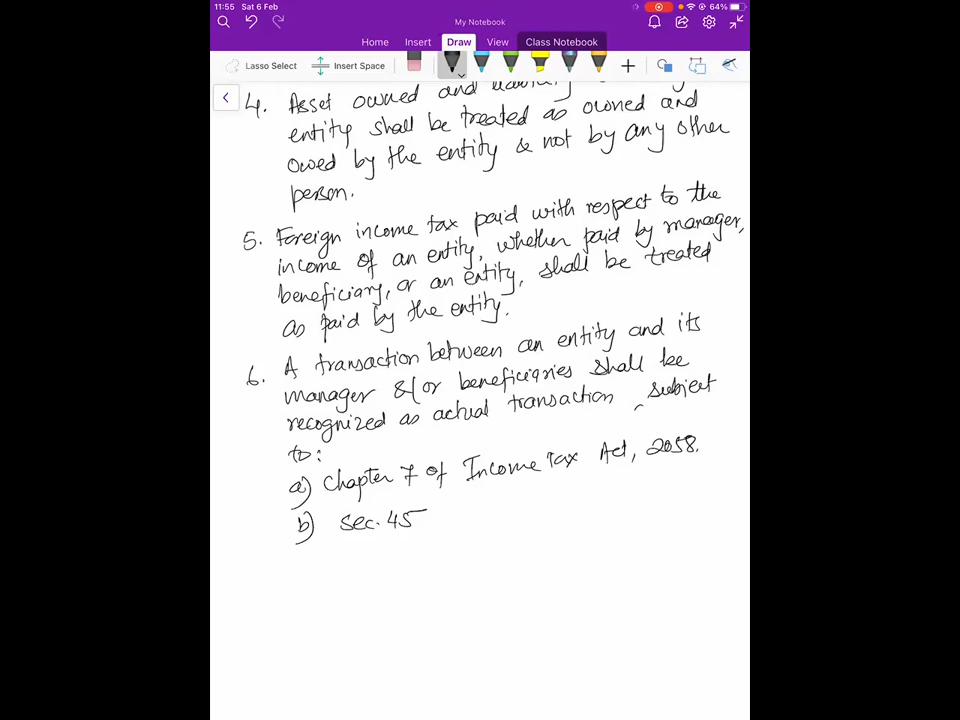 11:55 Sat 6 Feb
64%
My Notebook
Home Insert Draw View Class Notebook
Lasso Select Insert Space
4. Asset owned and
entity shall be treated as owned and
owed by the entity & not by any other
person.
5. Foreign income tax paid with respect to the
income of an entity, whether paid by manager,
beneficiary, or an entity, shall be treated
as paid by the entity.
6. A transaction between an entity and its
manager &/or beneficiaries shall be
recognized as actual transaction, subject
to:
a) Chapter 7 of Income Tax Act, 2058.
b) sec. 45